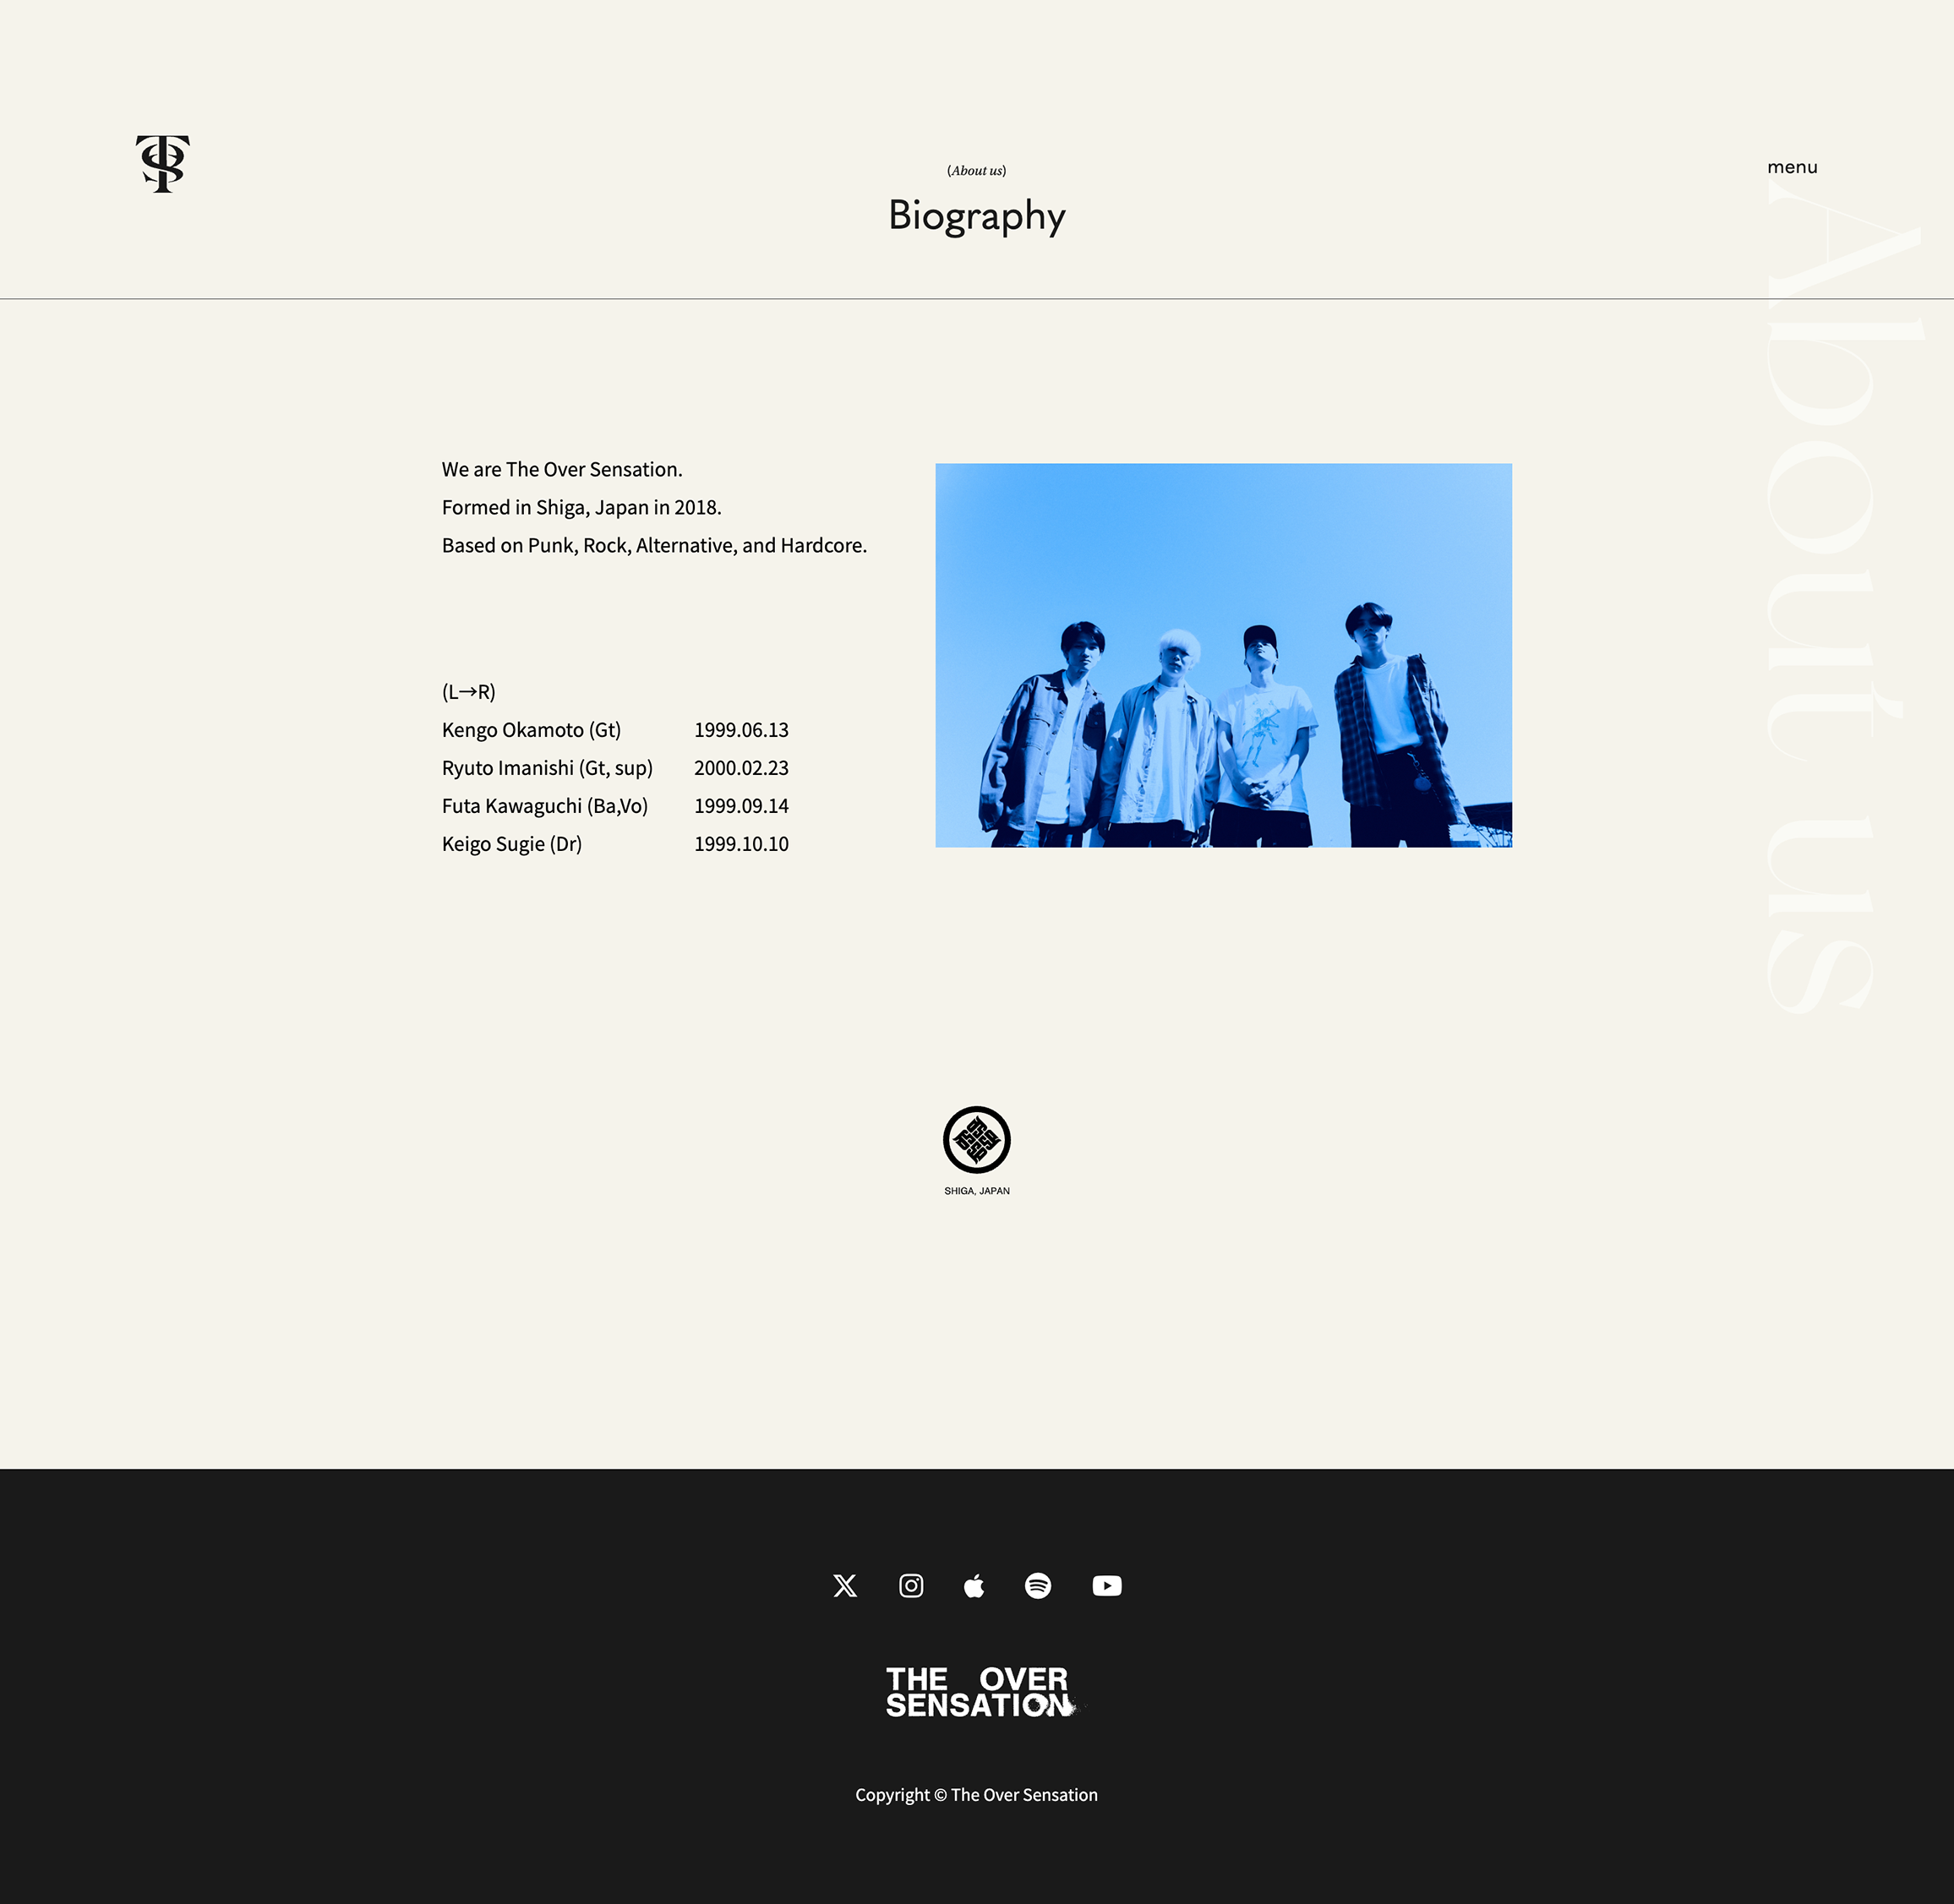 (About us)
Biography
menu
About us
We are The Over Sensation.
Formed in Shiga, Japan in 2018.
Based on Punk, Rock, Alternative, and Hardcore.
(L→R)
Kengo Okamoto (Gt) 1999.06.13
Ryuto Imanishi (Gt, sup) 2000.02.23
Futa Kawaguchi (Ba,Vo) 1999.09.14
Keigo Sugie (Dr) 1999.10.10
SHIGA, JAPAN
THE OVER
SENSATION
Copyright © The Over Sensation